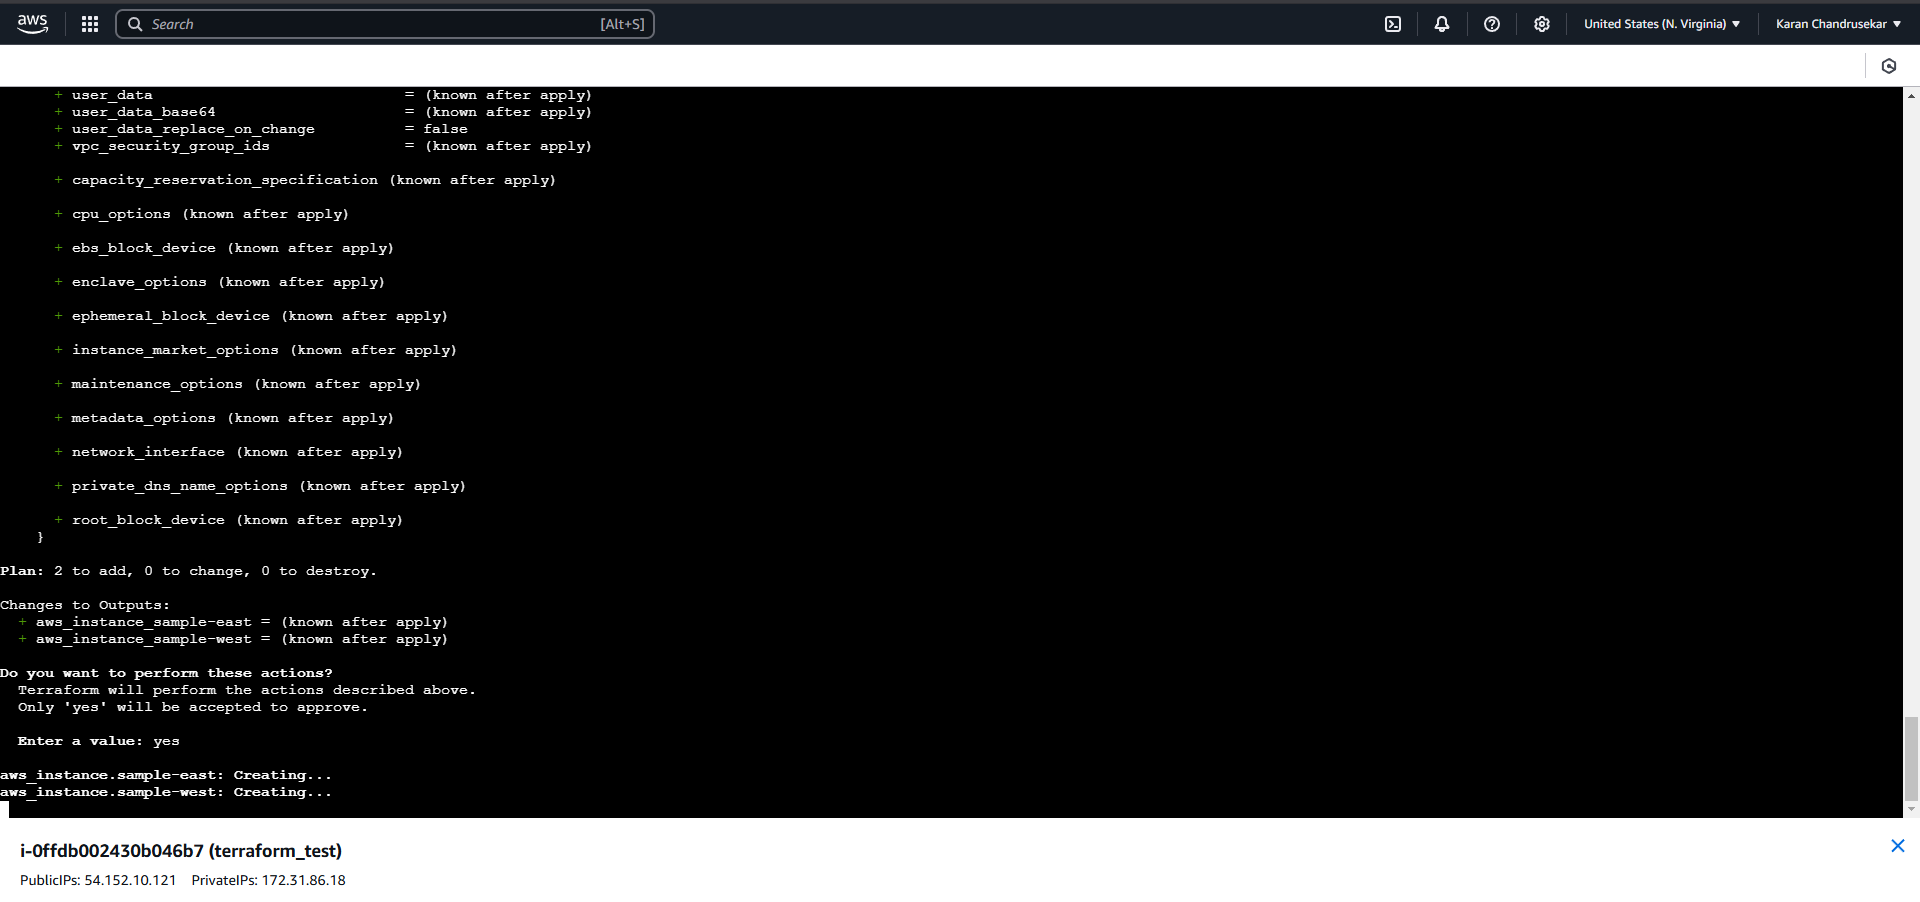 aws
Search [Alt+S]
United States (N. Virginia)
Karan Chandrusekar
+ user_data = (known after apply)
+ user_data_base64 = (known after apply)
+ user_data_replace_on_change = false
+ vpc_security_group_ids = (known after apply)
+ capacity_reservation_specification (known after apply)
+ cpu_options (known after apply)
+ ebs_block_device (known after apply)
+ enclave_options (known after apply)
+ ephemeral_block_device (known after apply)
+ instance_market_options (known after apply)
+ maintenance_options (known after apply)
+ metadata_options (known after apply)
+ network_interface (known after apply)
+ private_dns_name_options (known after apply)
+ root_block_device (known after apply)
}
Plan: 2 to add, 0 to change, 0 to destroy.
Changes to Outputs:
+ aws_instance_sample-east = (known after apply)
+ aws_instance_sample-west = (known after apply)
Do you want to perform these actions?
Terraform will perform the actions described above.
Only 'yes' will be accepted to approve.
Enter a value: yes
aws_instance.sample-east: Creating...
aws_instance.sample-west: Creating...
i-0ffdb002430b046b7 (terraform_test)
PublicIPs: 54.152.10.121 PrivateIPs: 172.31.86.18